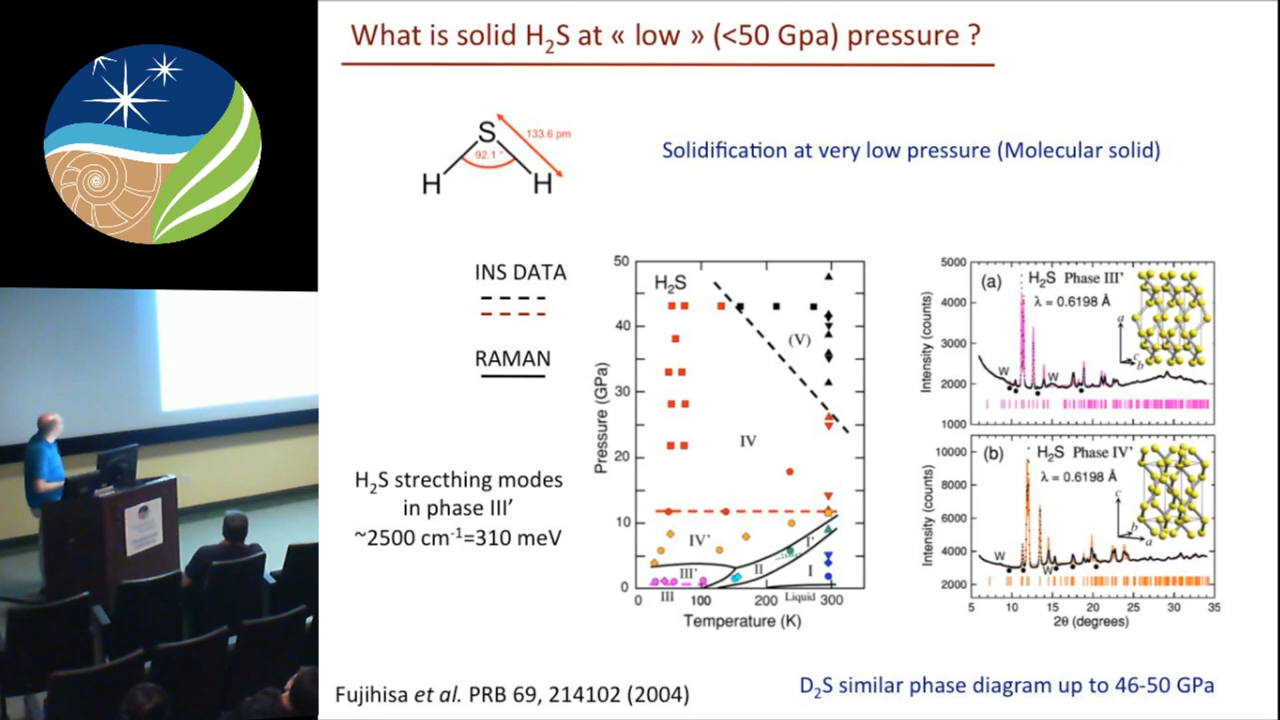 What is solid H₂S at « low » (<50 Gpa) pressure ?
S
133.6 pm
92.1 °
H
H
Solidification at very low pressure (Molecular solid)
INS DATA
RAMAN
H₂S strecthing modes
in phase III’
~2500 cm⁻¹=310 meV
H₂S
50
40
30
20
10
0
Pressure (GPa)
(V)
IV
IV'
III'
III
II
I'
I
Liquid
0
100
200
300
Temperature (K)
(a)
H₂S Phase III'
λ = 0.6198 Å
a
c
b
W
W
5000
4000
3000
2000
1000
Intensity (counts)
(b)
H₂S Phase IV'
λ = 0.6198 Å
c
b
a
W
W
10000
8000
6000
4000
2000
Intensity (counts)
5
10
15
20
25
30
35
2θ (degrees)
Fujihisa et al. PRB 69, 214102 (2004)
D₂S similar phase diagram up to 46-50 GPa